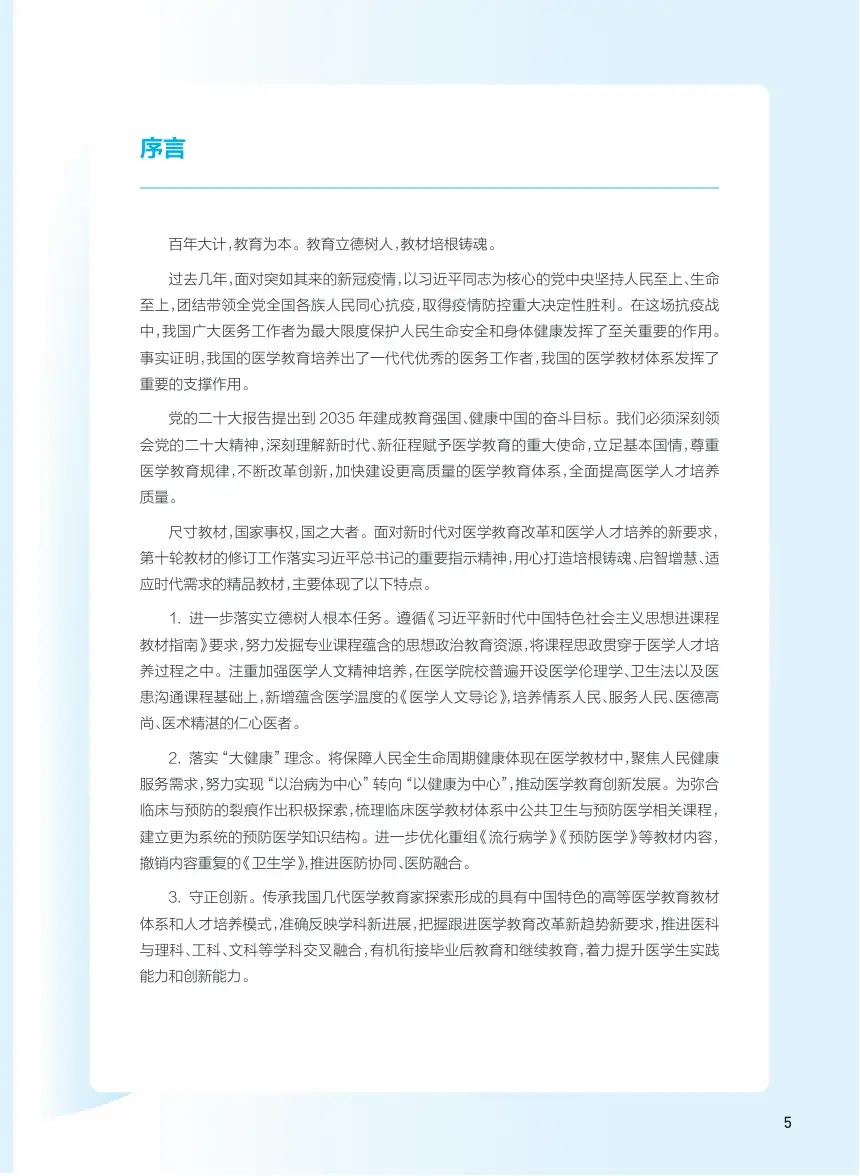 序言
百年大计，教育为本。教育立德树人，教材培根铸魂。
过去几年，面对突如其来的新冠疫情，以习近平同志为核心的党中央坚持人民至上、生命
至上，团结带领全党全国各族人民同心抗疫，取得疫情防控重大决定性胜利。在这场抗疫战
中，我国广大医务工作者为最大限度保护人民生命安全和身体健康发挥了至关重要的作用。
事实证明，我国的医学教育培养出了一代代优秀的医务工作者，我国的医学教材体系发挥了
重要的支撑作用。
党的二十大报告提出到 2035 年建成教育强国、健康中国的奋斗目标。我们必须深刻领
会党的二十大精神，深刻理解新时代、新征程赋予医学教育的重大使命，立足基本国情，尊重
医学教育规律，不断改革创新，加快建设更高质量的医学教育体系，全面提高医学人才培养
质量。
尺寸教材，国家事权，国之大者。面对新时代对医学教育改革和医学人才培养的新要求，
第十轮教材的修订工作落实习近平总书记的重要指示精神，用心打造培根铸魂、启智增慧、适
应时代需求的精品教材，主要体现了以下特点。
1. 进一步落实立德树人根本任务。遵循《习近平新时代中国特色社会主义思想进课程
教材指南》要求，努力发掘专业课程蕴含的思想政治教育资源，将课程思政贯穿于医学人才培
养过程之中。注重加强医学人文精神培养，在医学院校普遍开设医学伦理学、卫生法以及医
患沟通课程基础上，新增蕴含医学温度的《医学人文导论》，培养情系人民、服务人民、医德高
尚、医术精湛的仁心医者。
2. 落实“大健康”理念。将保障人民全生命周期健康体现在医学教材中，聚焦人民健康
服务需求，努力实现“以治病为中心”转向“以健康为中心”，推动医学教育创新发展。为弥合
临床与预防的裂痕作出积极探索，梳理临床医学教材体系中公共卫生与预防医学相关课程，
建立更为系统的预防医学知识结构。进一步优化重组《流行病学》《预防医学》等教材内容，
撤销内容重复的《卫生学》，推进医防协同、医防融合。
3. 守正创新。传承我国几代医学教育家探索形成的具有中国特色的高等医学教育教材
体系和人才培养模式，准确反映学科新进展，把握跟进医学教育改革新趋势新要求，推进医科
与理科、工科、文科等学科交叉融合，有机衔接毕业后教育和继续教育，着力提升医学生实践
能力和创新能力。
5